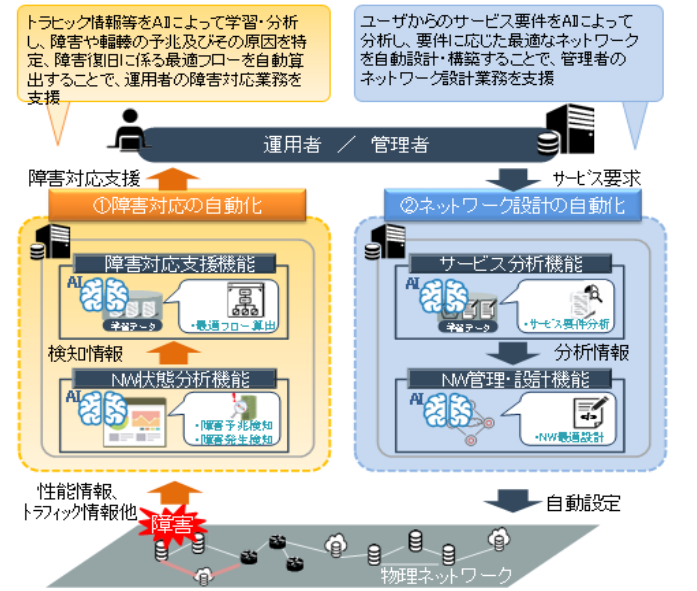 トラヒック情報等をAIによって学習・分析
し、障害や輻輳の予兆及びその原因を特
定、障害復旧に係る最適フローを自動算
出することで、運用者の障害対応業務を
支援
ユーザからのサービス要件をAIによって
分析し、要件に応じた最適なネットワーク
を自動設計・構築することで、管理者の
ネットワーク設計業務を支援
運用者 ／ 管理者
障害対応支援
サービス要求
①障害対応の自動化
②ネットワーク設計の自動化
障害対応支援機能
AI
学習データ
・最適フロー算出
検知情報
NW状態分析機能
AI
・障害予兆検知
・障害発生検知
サービス分析機能
AI
学習データ
・サービス要件分析
分析情報
NW管理・設計機能
AI
・NW最適設計
性能情報、
トラフィック情報他
障害
自動設定
物理ネットワーク